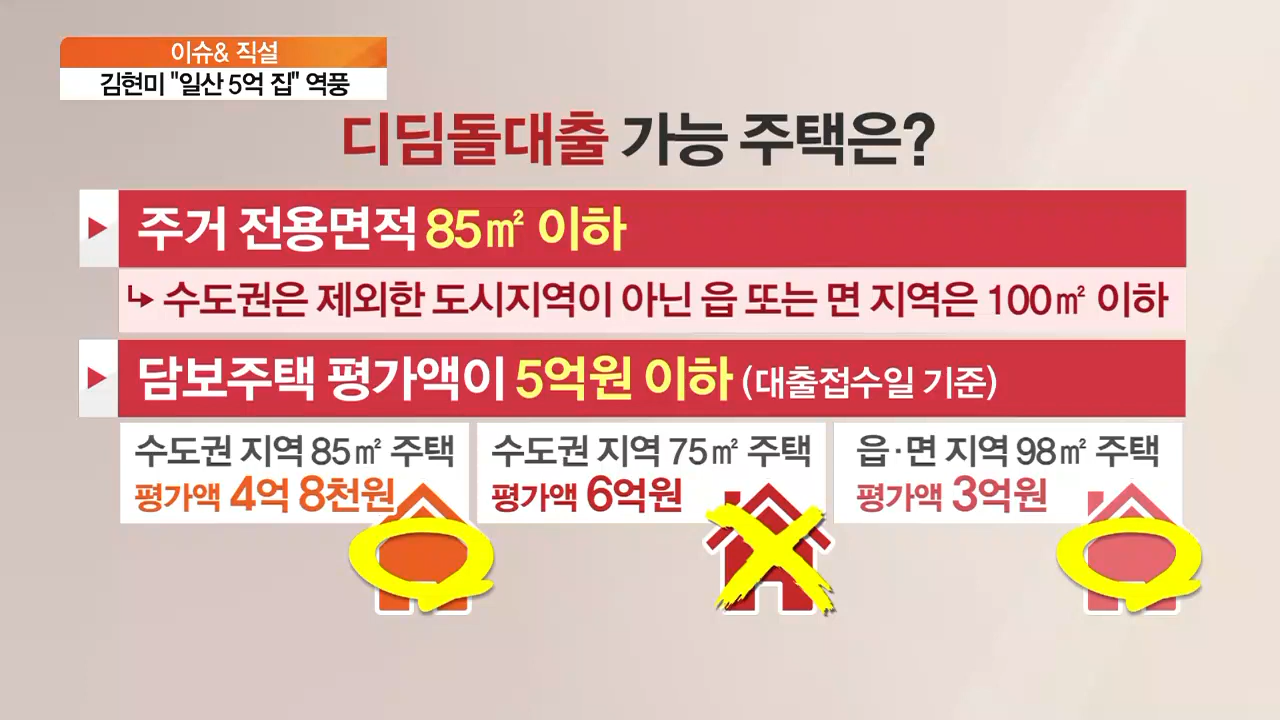 이슈& 직설
김현미 "일산 5억 집" 역풍
디딤돌대출 가능 주택은?
▶ 주거 전용면적 85㎡ 이하
↳ 수도권은 제외한 도시지역이 아닌 읍 또는 면 지역은 100㎡ 이하
▶ 담보주택 평가액이 5억원 이하 (대출접수일 기준)
수도권 지역 85㎡ 주택
평가액 4억 8천원
수도권 지역 75㎡ 주택
평가액 6억원
읍·면 지역 98㎡ 주택
평가액 3억원